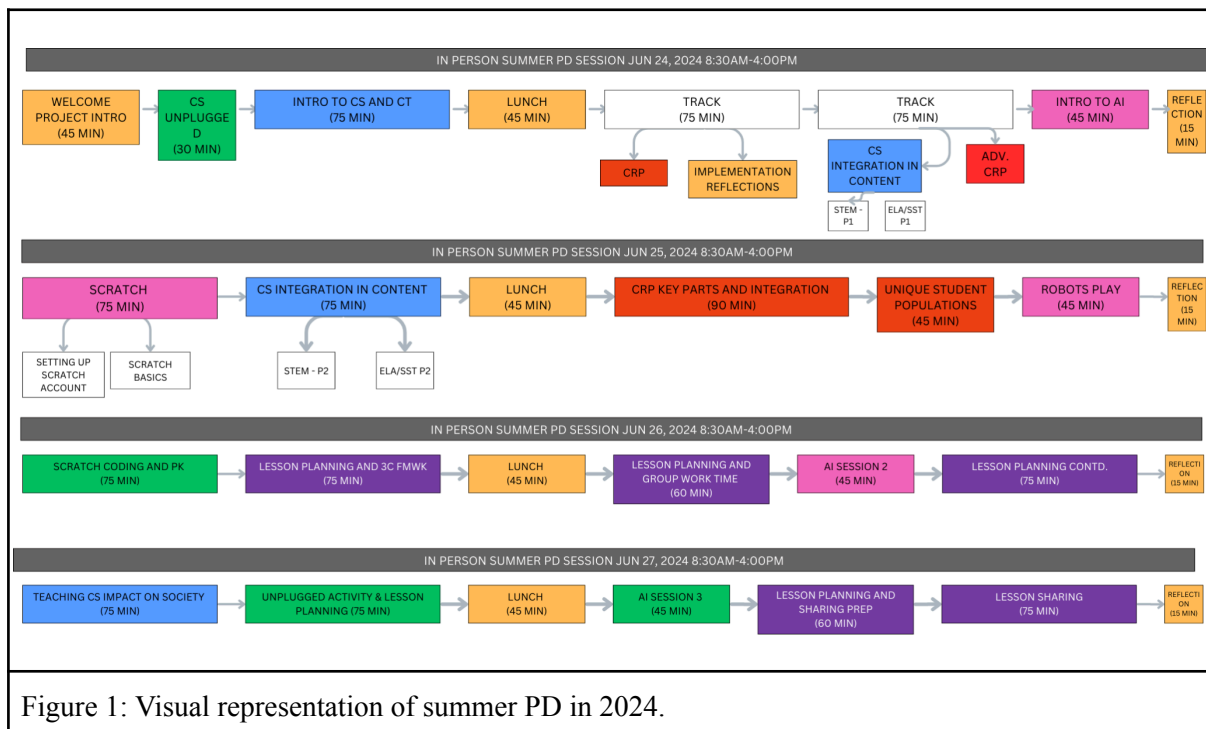 IN PERSON SUMMER PD SESSION JUN 24, 2024 8:30AM-4:00PM
WELCOME
PROJECT INTRO
(45 MIN)
CS
UNPLUGGE
D
(30 MIN)
INTRO TO CS AND CT
(75 MIN)
LUNCH
(45 MIN)
TRACK
(75 MIN)
TRACK
(75 MIN)
INTRO TO AI
(45 MIN)
REFLE
CTION
(15
MIN)
CRP
IMPLEMENTATION
REFLECTIONS
CS
INTEGRATION IN
CONTENT
ADV.
CRP
STEM -
P1
ELA/SST
P1
IN PERSON SUMMER PD SESSION JUN 25, 2024 8:30AM-4:00PM
SCRATCH
(75 MIN)
CS INTEGRATION IN CONTENT
(75 MIN)
LUNCH
(45 MIN)
CRP KEY PARTS AND INTEGRATION
(90 MIN)
UNIQUE STUDENT
POPULATIONS
(45 MIN)
ROBOTS PLAY
(45 MIN)
REFLEC
TION
(15
MIN)
SETTING UP
SCRATCH
ACCOUNT
SCRATCH
BASICS
STEM - P2
ELA/SST P2
IN PERSON SUMMER PD SESSION JUN 26, 2024 8:30AM-4:00PM
SCRATCH CODING AND PK
(75 MIN)
LESSON PLANNING AND 3C FMWK
(75 MIN)
LUNCH
(45 MIN)
LESSON PLANNING AND
GROUP WORK TIME
(60 MIN)
AI SESSION 2
(45 MIN)
LESSON PLANNING CONTD.
(75 MIN)
REFLECTI
ON
(15 MIN)
IN PERSON SUMMER PD SESSION JUN 27, 2024 8:30AM-4:00PM
TEACHING CS IMPACT ON SOCIETY
(75 MIN)
UNPLUGGED ACTIVITY & LESSON
PLANNING (75 MIN)
LUNCH
(45 MIN)
AI SESSION 3
(45 MIN)
LESSON PLANNING AND
SHARING PREP
(60 MIN)
LESSON SHARING
(75 MIN)
REFLECTI
ON
(15 MIN)
Figure 1: Visual representation of summer PD in 2024.